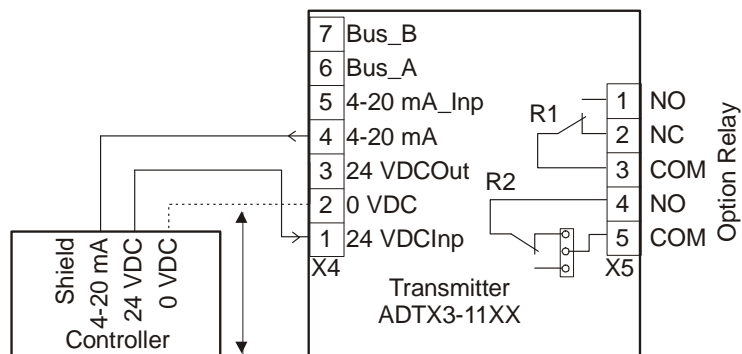 7 Bus_B
6 Bus_A
5 4-20 mA_Inp
4 4-20 mA
3 24 VDCOut
2 0 VDC
1 24 VDCInp
X4
R1
R2
1 NO
2 NC
3 COM
4 NO
5 COM
X5
Option Relay
Transmitter
ADTX3-11XX
Shield
4-20 mA
24 VDC
0 VDC
Controller